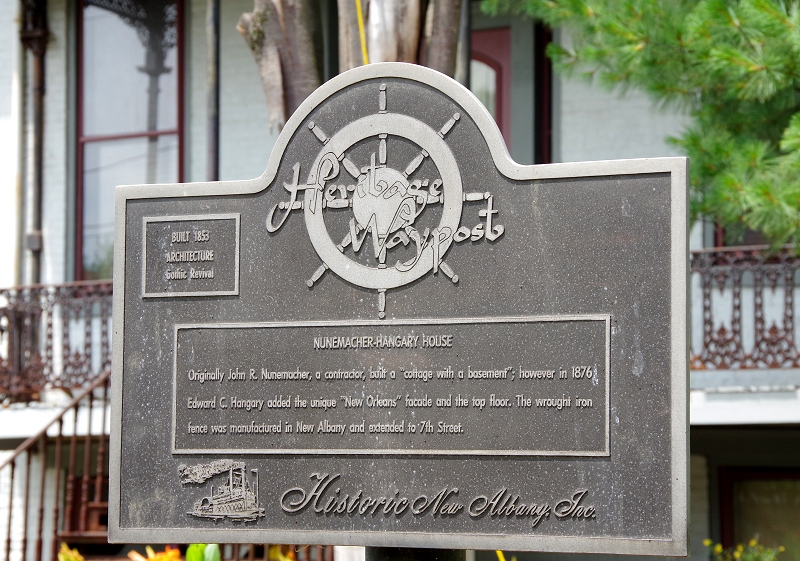 Heritage
Waypost
BUILT 1853
ARCHITECTURE
Gothic Revival
NUNEMACHER-HANGARY HOUSE
Originally John R. Nunemacher, a contractor, built a "cottage with a basement"; however in 1876
Edward C. Hangary added the unique "New Orleans" facade and the top floor. The wrought iron
fence was manufactured in New Albany and extended to 7th Street.
Historic New Albany, Inc.